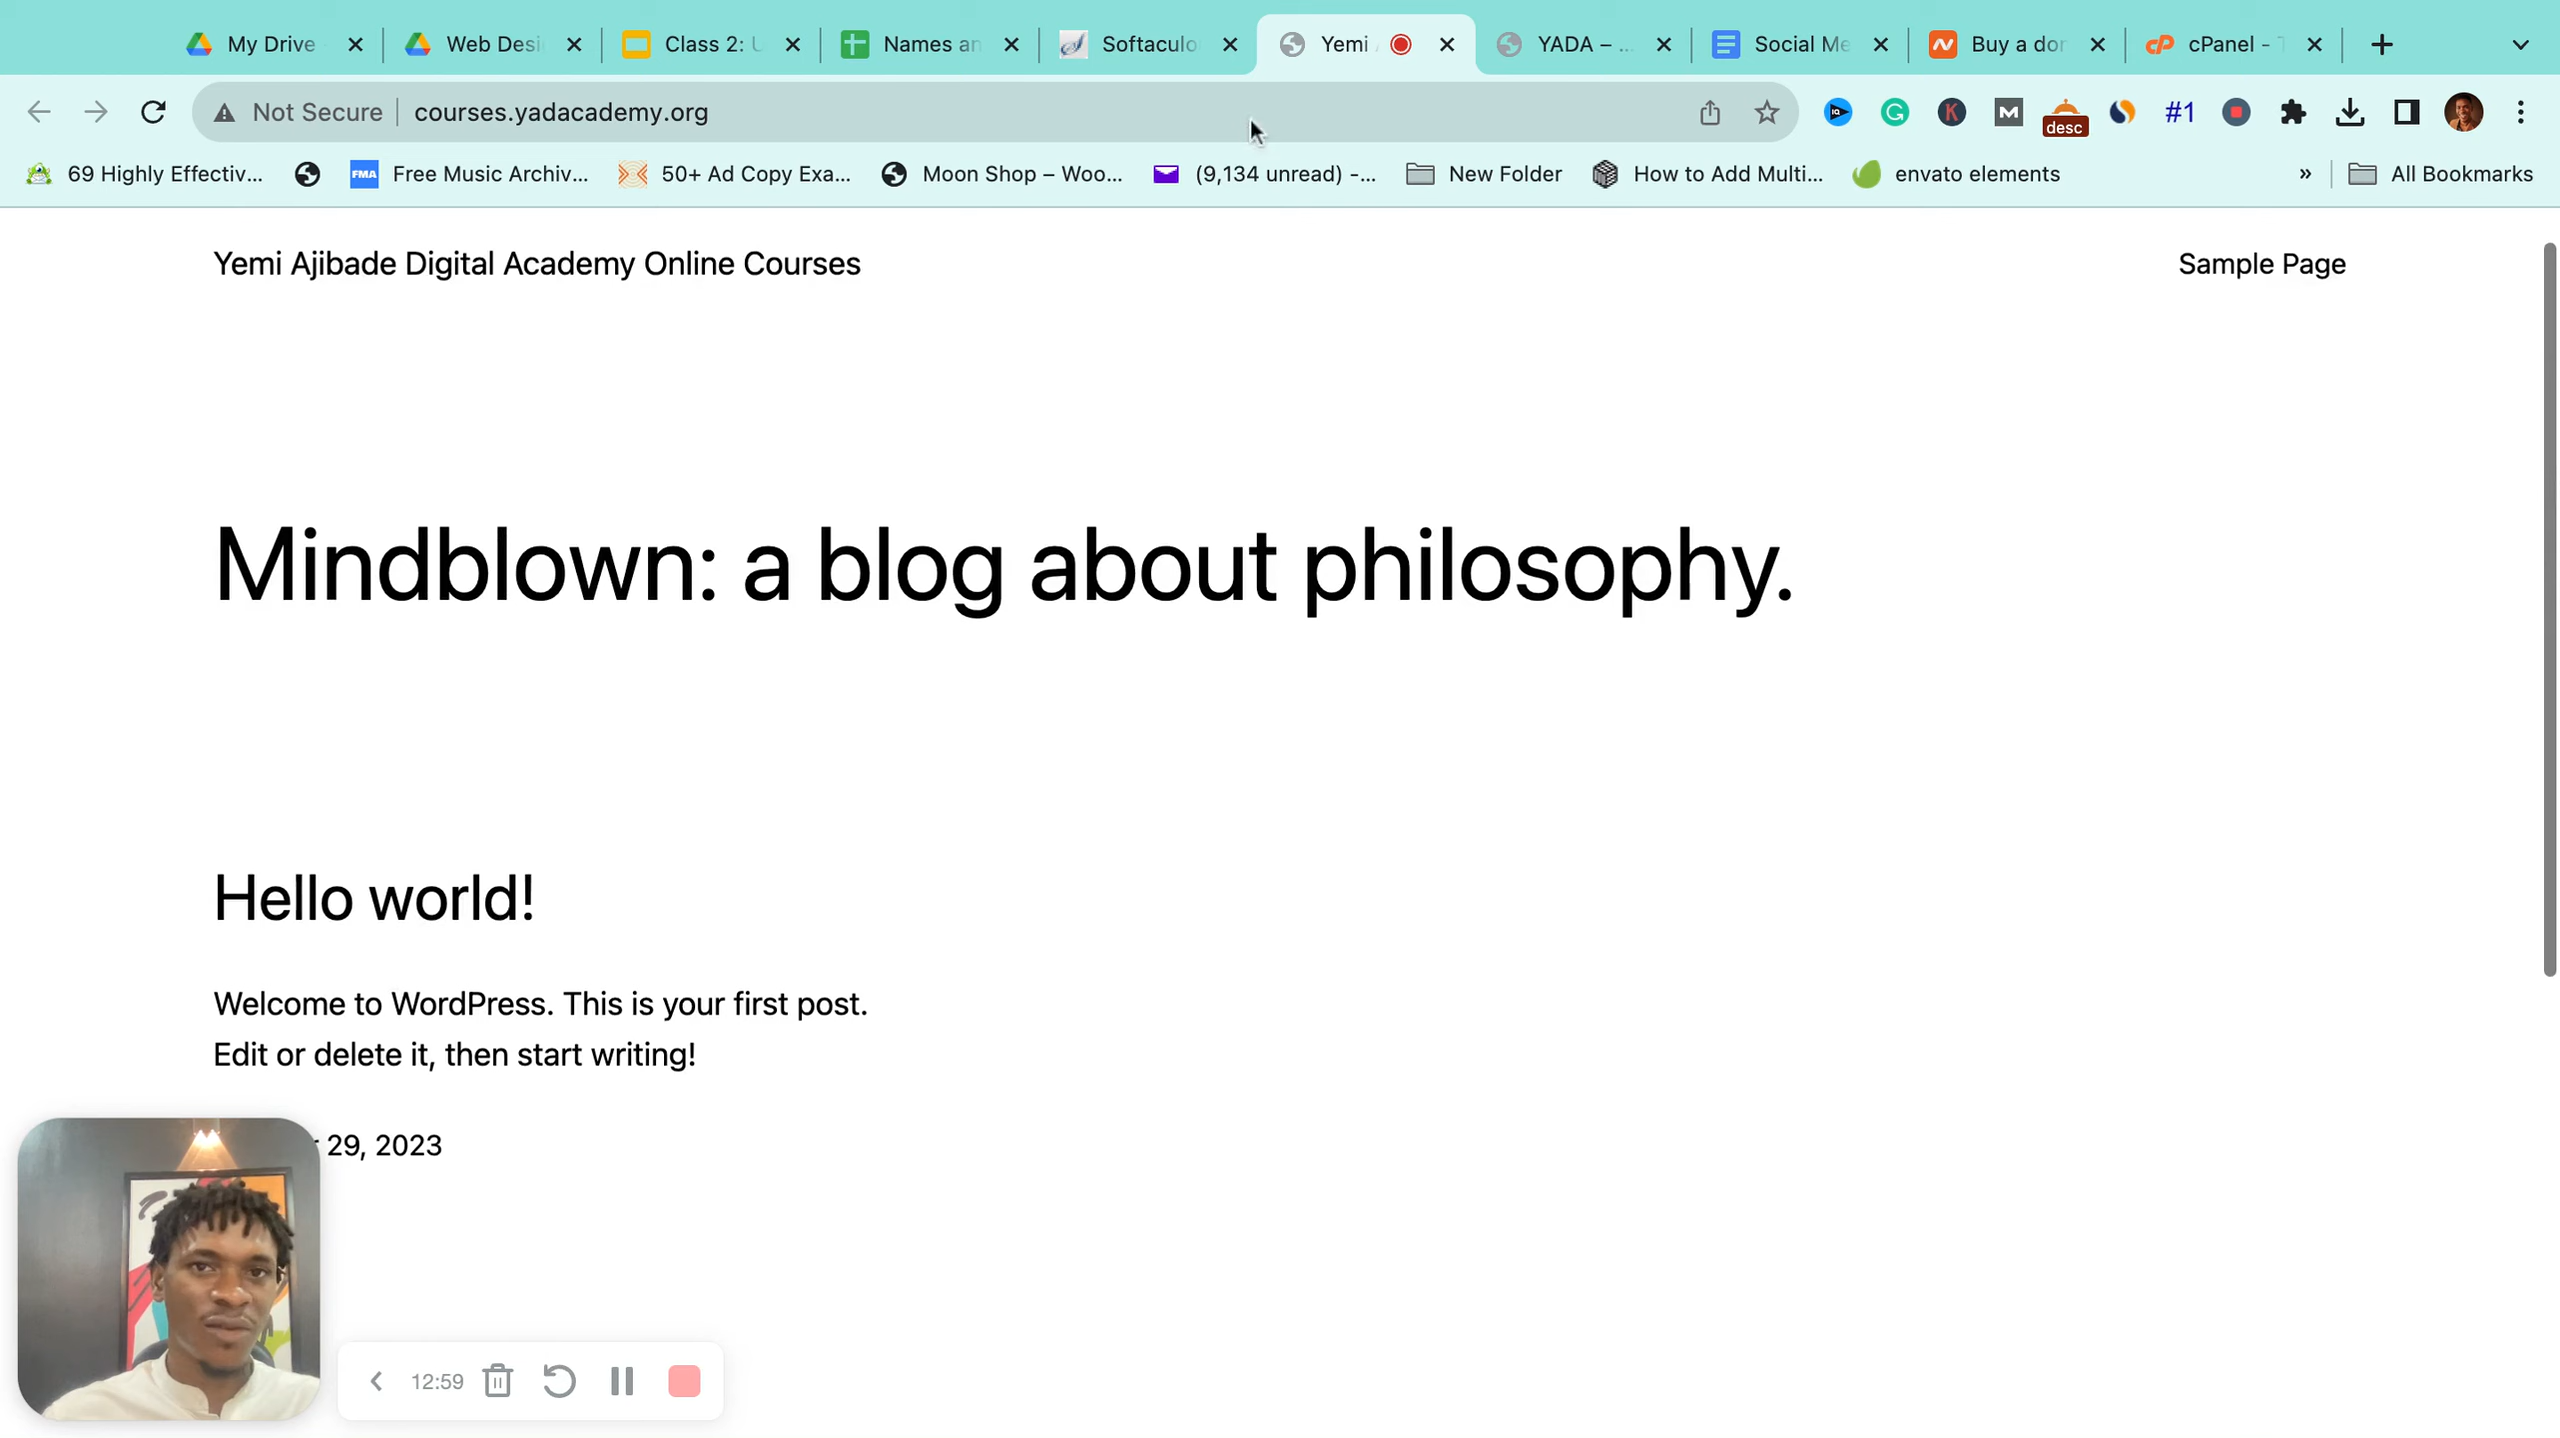 My Drive
Web Desi
Class 2: U
Names an
Softaculo
Yemi
YADA – ...
Social Me
Buy a dor
cPanel - T
Not Secure
courses.yadacademy.org
desc
#1
69 Highly Effectiv...
FMA
Free Music Archiv...
50+ Ad Copy Exa...
Moon Shop – Woo...
(9,134 unread) -...
New Folder
How to Add Multi...
envato elements
»
All Bookmarks
Yemi Ajibade Digital Academy Online Courses
Sample Page
Mindblown: a blog about philosophy.
Hello world!
Welcome to WordPress. This is your first post.
Edit or delete it, then start writing!
29, 2023
12:59